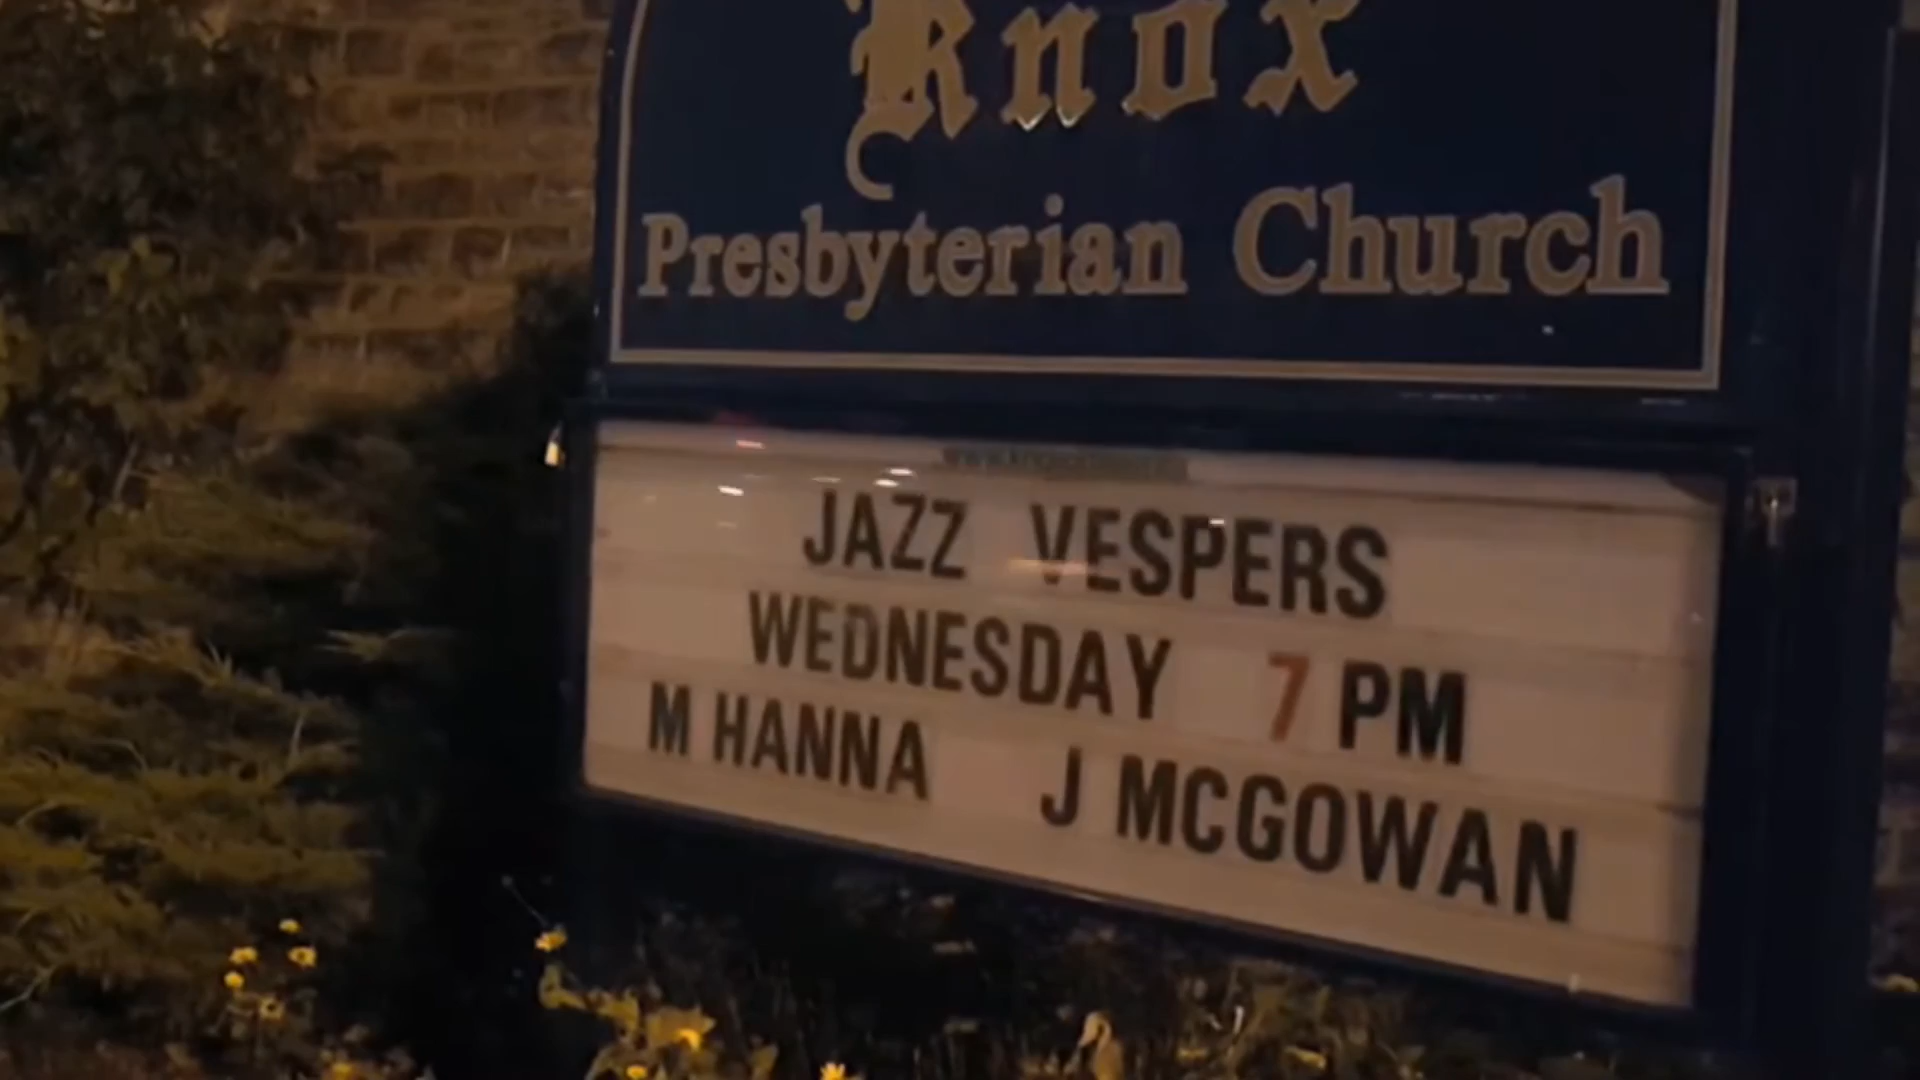 Knox
Presbyterian Church
JAZZ VESPERS
WEDNESDAY 7 PM
M HANNA J MCGOWAN